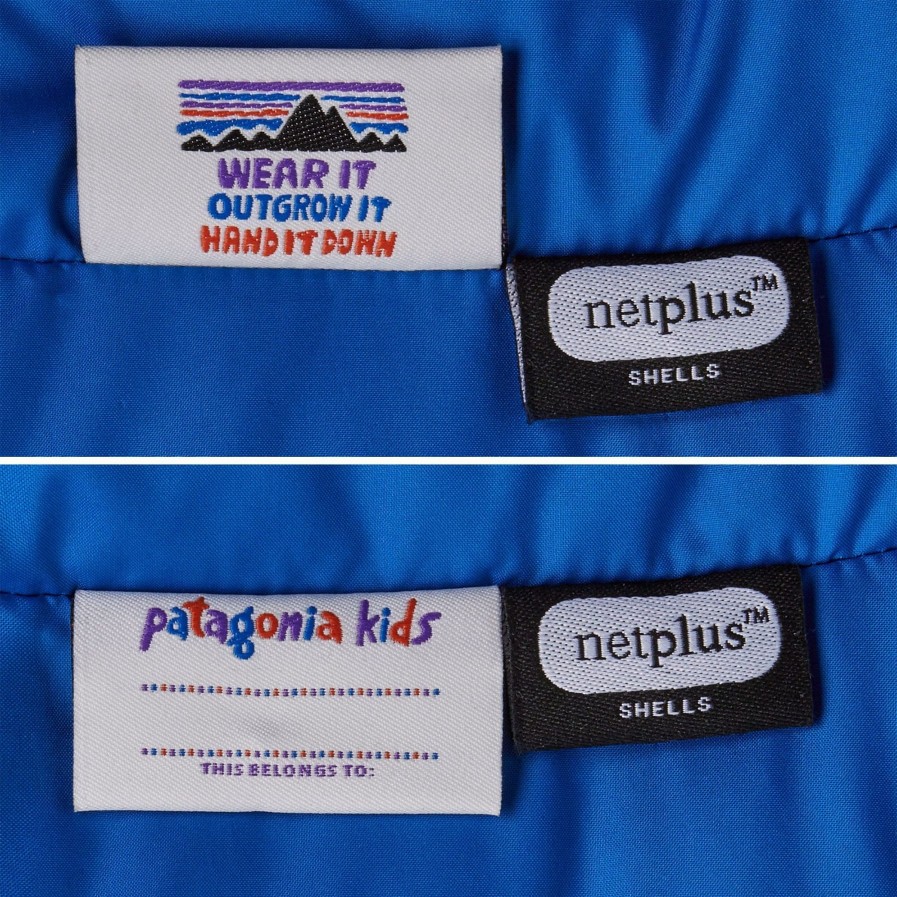 WEAR IT
OUTGROW IT
HAND IT DOWN
netplus™
SHELLS
patagonia kids
THIS BELONGS TO:
netplus™
SHELLS